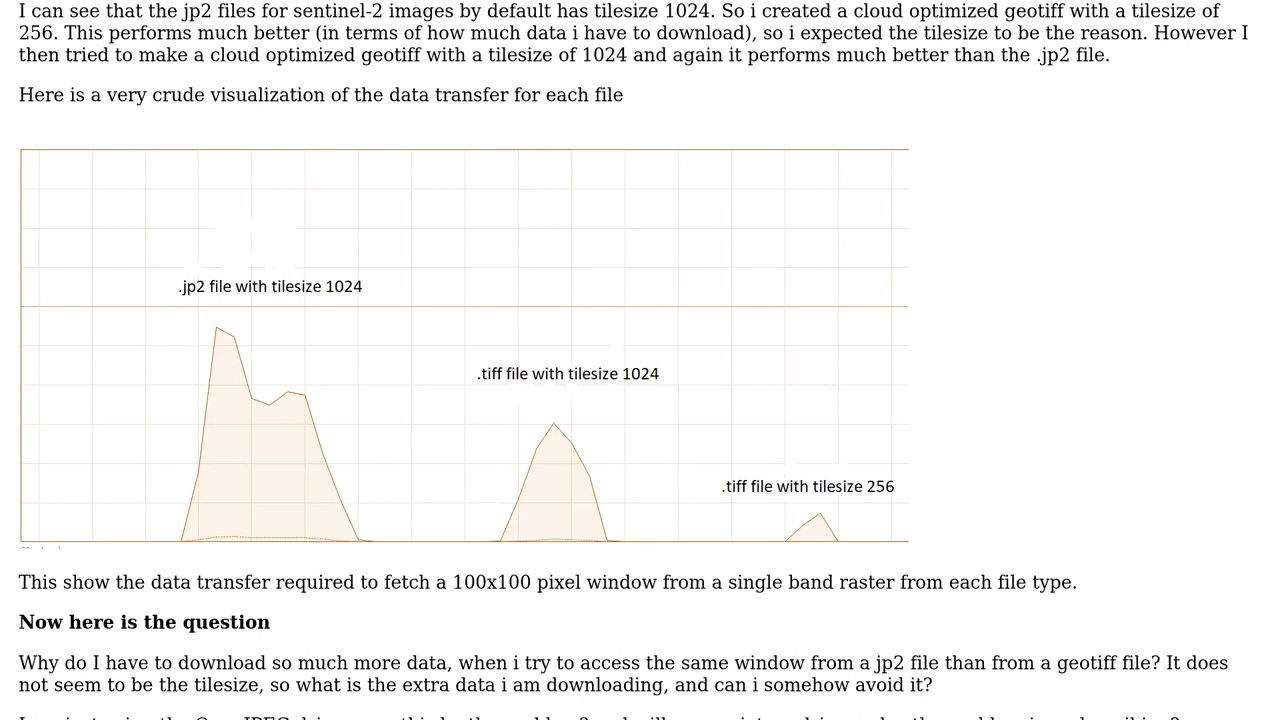 I can see that the jp2 files for sentinel-2 images by default has tilesize 1024. So i created a cloud optimized geotiff with a tilesize of
256. This performs much better (in terms of how much data i have to download), so i expected the tilesize to be the reason. However I
then tried to make a cloud optimized geotiff with a tilesize of 1024 and again it performs much better than the .jp2 file.
Here is a very crude visualization of the data transfer for each file
.jp2 file with tilesize 1024
.tiff file with tilesize 1024
.tiff file with tilesize 256
This show the data transfer required to fetch a 100x100 pixel window from a single band raster from each file type.
Now here is the question
Why do I have to download so much more data, when i try to access the same window from a jp2 file than from a geotiff file? It does
not seem to be the tilesize, so what is the extra data i am downloading, and can i somehow avoid it?